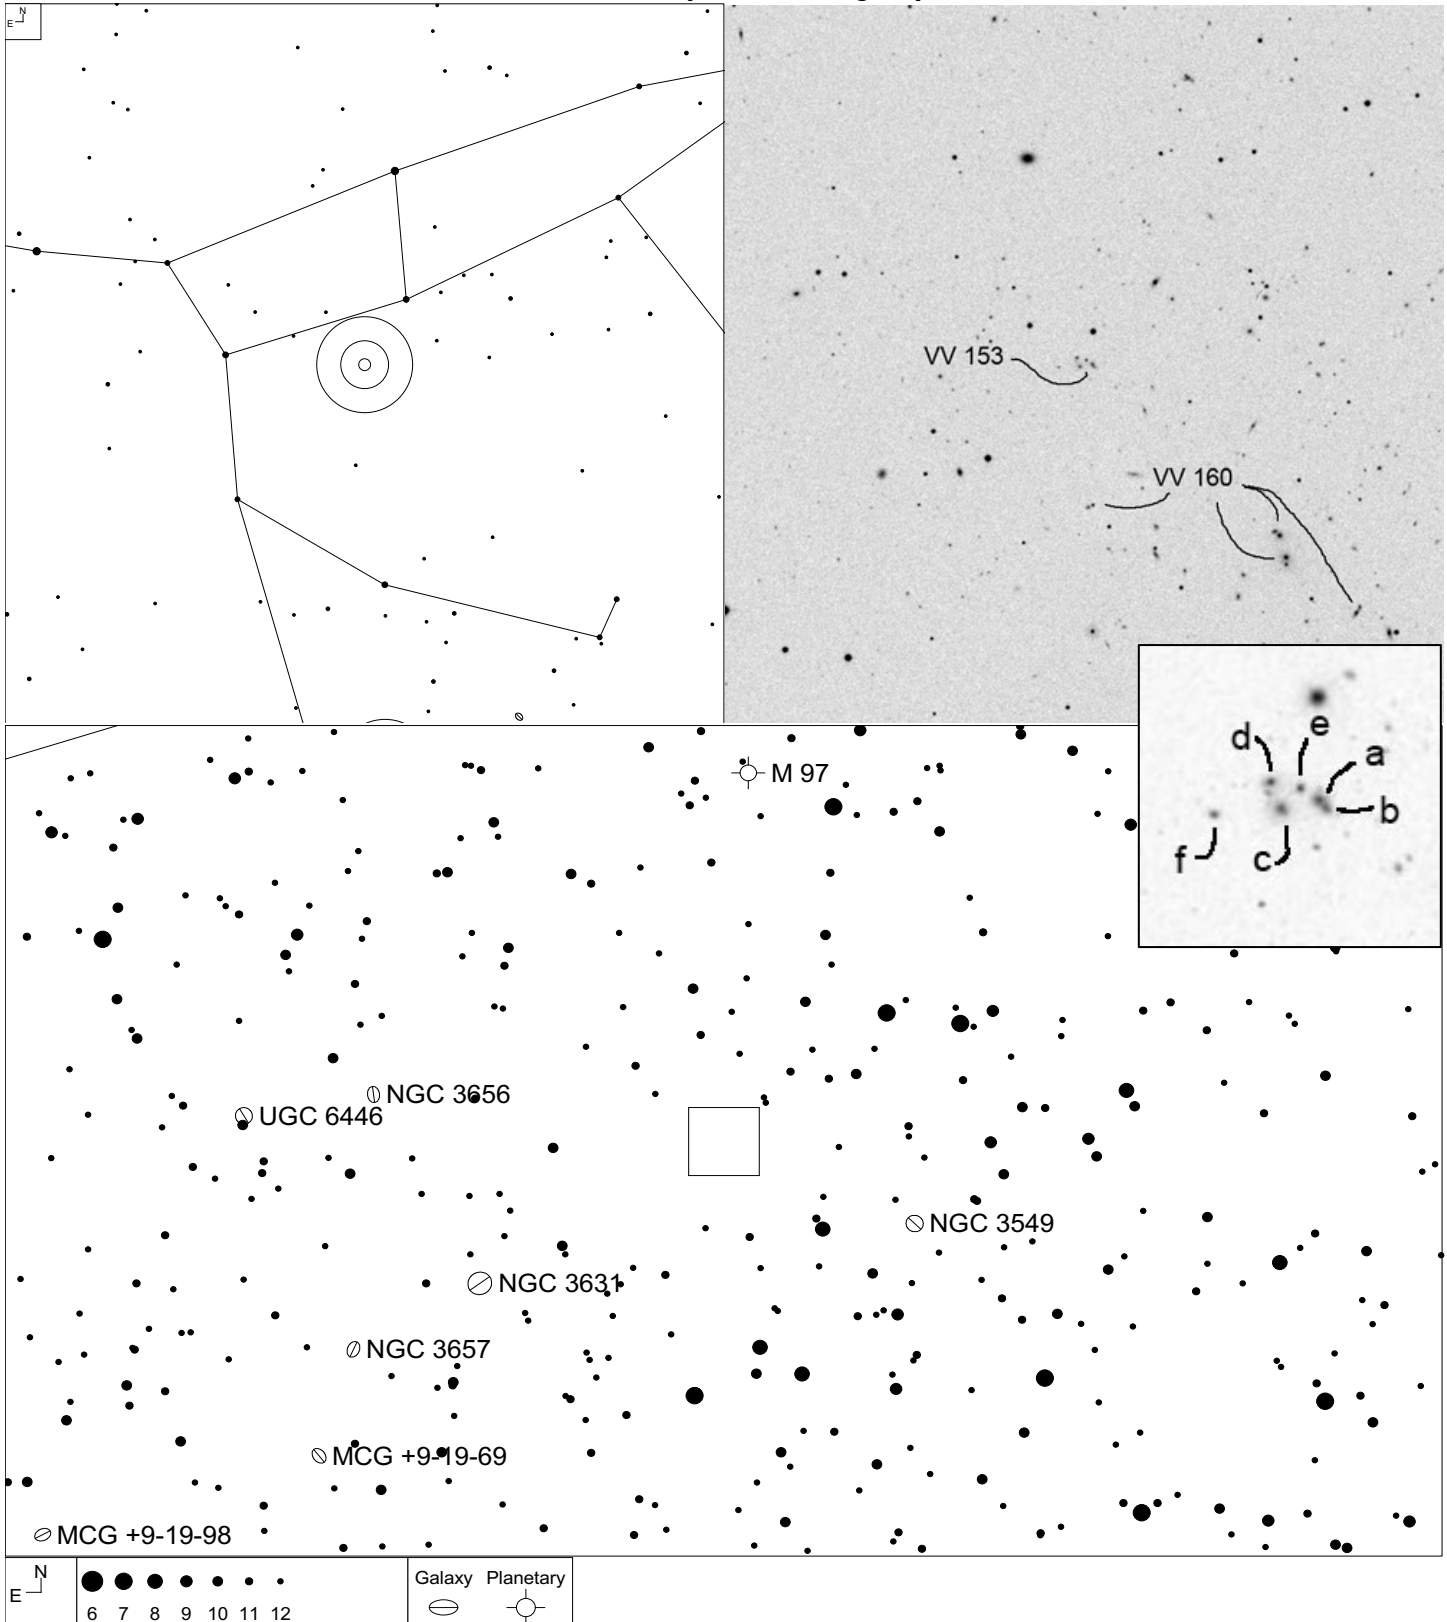 N
E
VV 153
VV 160
e
d
a
b
f
c
M 97
NGC 3656
UGC 6446
NGC 3549
NGC 3631
NGC 3657
MCG +9-19-69
MCG +9-19-98
N
E
Galaxy Planetary
6 7 8 9 10 11 12